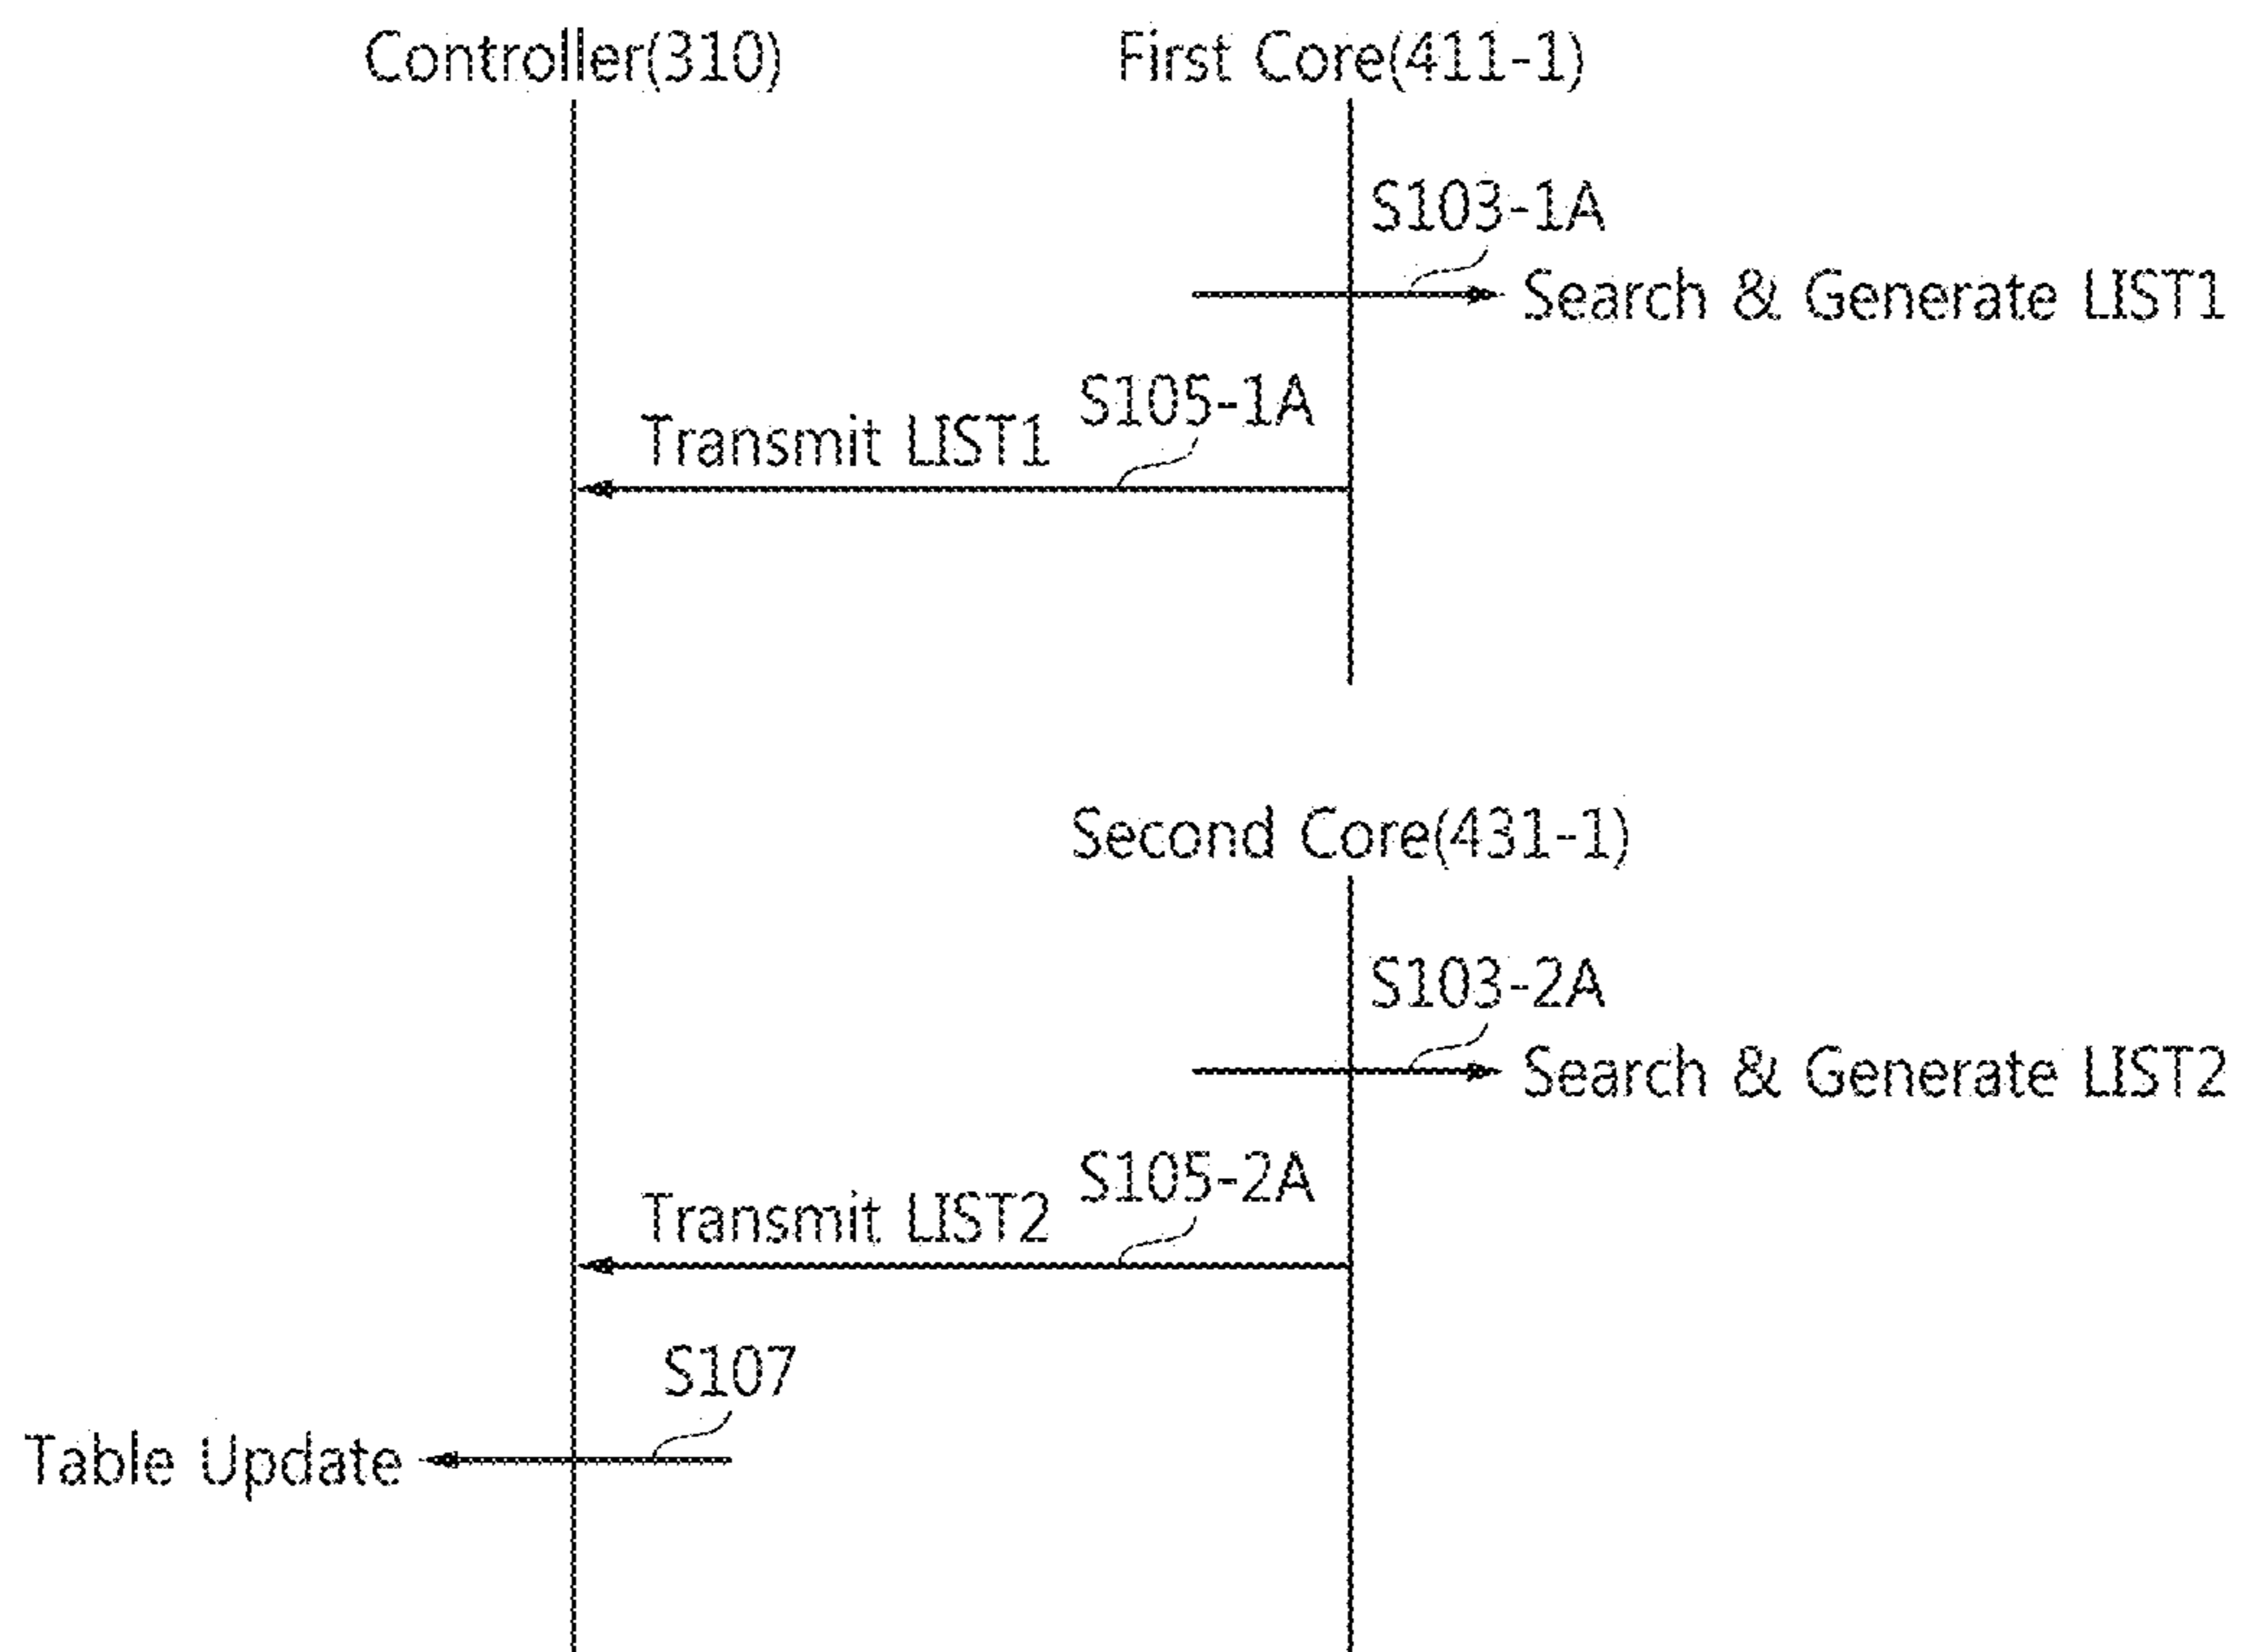 Controller(310)
First Core(411-1)
S103-1A
Search & Generate LIST1
S105-1A
Transmit LIST1
Second Core(431-1)
S103-2A
Search & Generate LIST2
S105-2A
Transmit LIST2
S107
Table Update